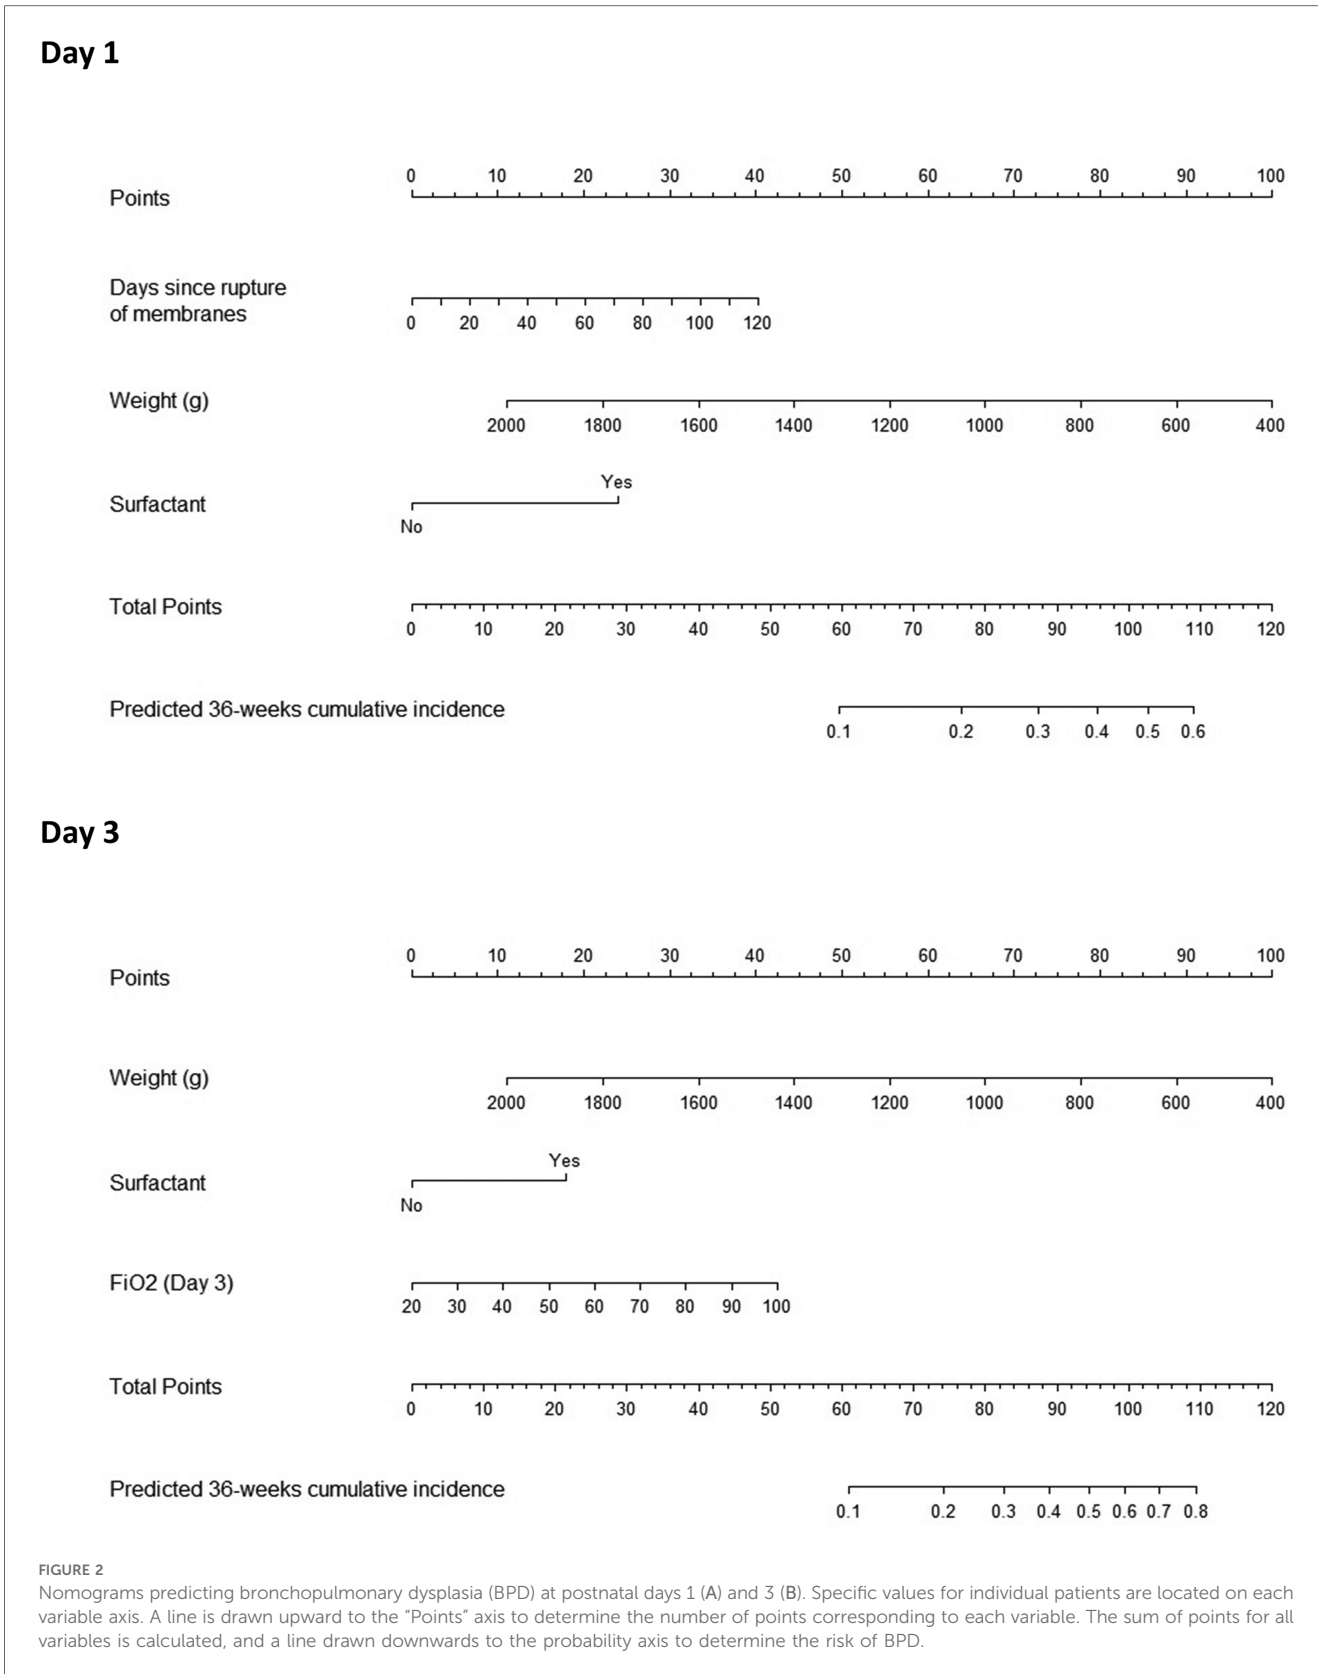 Day 1
0 10 20 30 40 50 60 70 80 90 100
Points
Days since rupture
of membranes
0 20 40 60 80 100 120
Weight (g)
2000 1800 1600 1400 1200 1000 800 600 400
Yes
Surfactant
No
Total Points
0 10 20 30 40 50 60 70 80 90 100 110 120
Predicted 36-weeks cumulative incidence
0.1 0.2 0.3 0.4 0.5 0.6
Day 3
0 10 20 30 40 50 60 70 80 90 100
Points
Weight (g)
2000 1800 1600 1400 1200 1000 800 600 400
Yes
Surfactant
No
FiO2 (Day 3)
20 30 40 50 60 70 80 90 100
Total Points
0 10 20 30 40 50 60 70 80 90 100 110 120
Predicted 36-weeks cumulative incidence
0.1 0.2 0.3 0.4 0.5 0.6 0.7 0.8
FIGURE 2
Nomograms predicting bronchopulmonary dysplasia (BPD) at postnatal days 1 (A) and 3 (B). Specific values for individual patients are located on each
variable axis. A line is drawn upward to the "Points" axis to determine the number of points corresponding to each variable. The sum of points for all
variables is calculated, and a line drawn downwards to the probability axis to determine the risk of BPD.